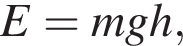 E = mgh,